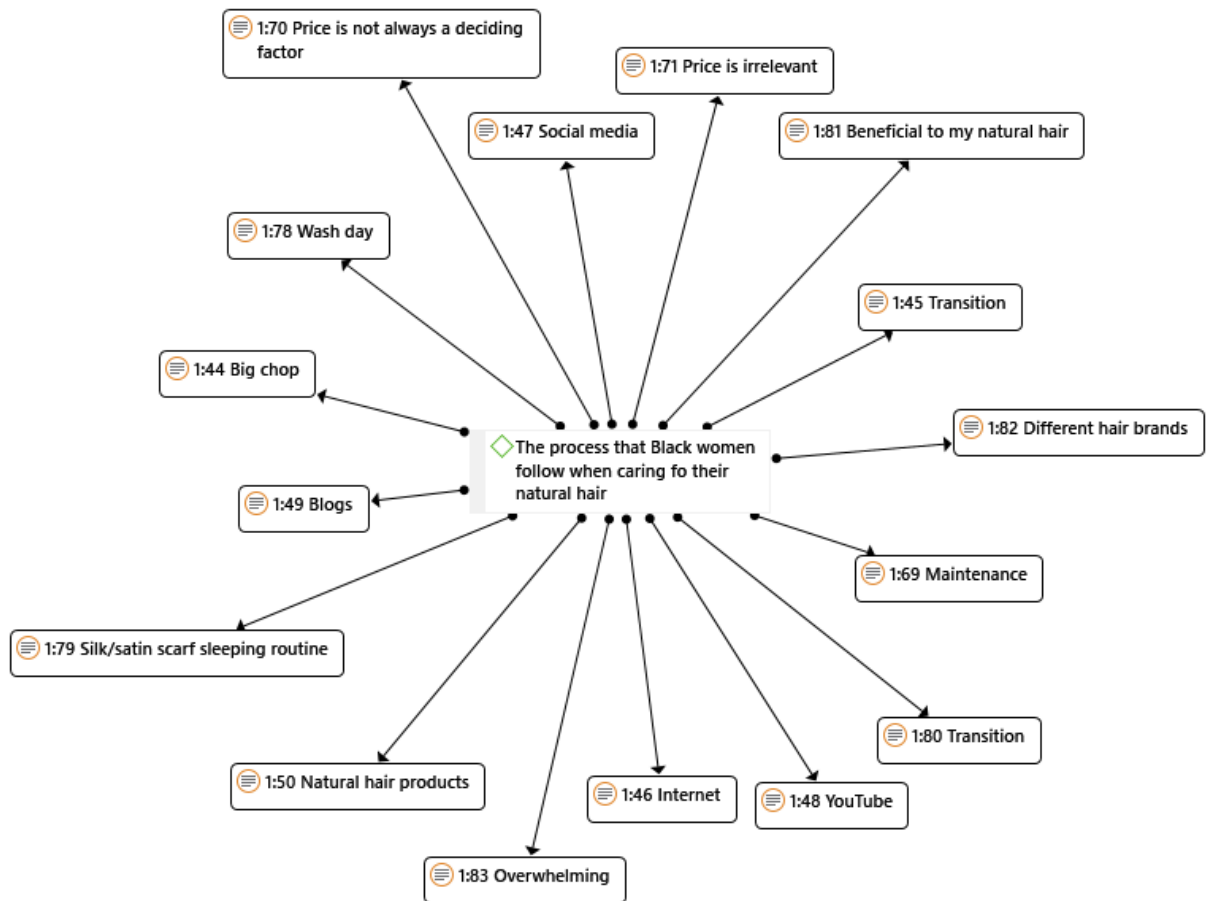 1:70 Price is not always a deciding
factor
1:71 Price is irrelevant
1:47 Social media
1:81 Beneficial to my natural hair
1:78 Wash day
1:45 Transition
1:44 Big chop
1:82 Different hair brands
The process that Black women
follow when caring fo their
natural hair
1:49 Blogs
1:69 Maintenance
1:79 Silk/satin scarf sleeping routine
1:80 Transition
1:50 Natural hair products
1:46 Internet
1:48 YouTube
1:83 Overwhelming